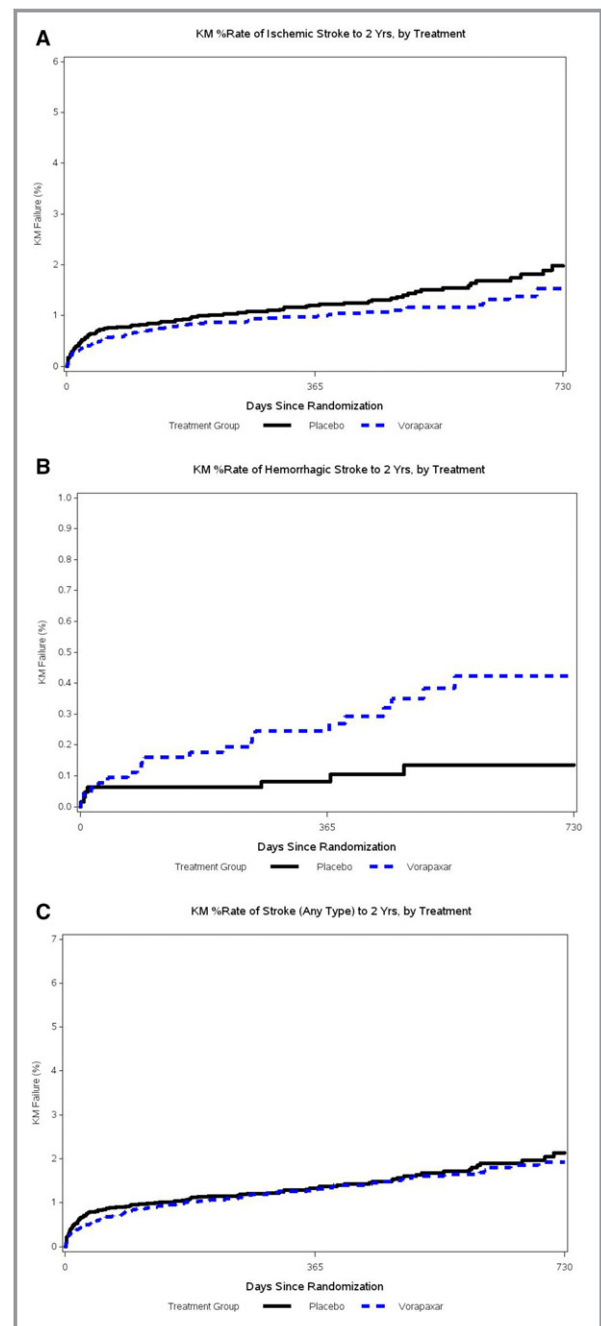 A
KM %Rate of Ischemic Stroke to 2 Yrs, by Treatment
6
5
4
3
2
1
0
KM Failure (%)
0 365 730
Days Since Randomization
Treatment Group Placebo Vorapaxar
B
KM %Rate of Hemorrhagic Stroke to 2 Yrs, by Treatment
1.0
0.9
0.8
0.7
0.6
0.5
0.4
0.3
0.2
0.1
0.0
KM Failure (%)
0 365 730
Days Since Randomization
Treatment Group Placebo Vorapaxar
C
KM %Rate of Stroke (Any Type) to 2 Yrs, by Treatment
7
6
5
4
3
2
1
0
KM Failure (%)
0 365 730
Days Since Randomization
Treatment Group Placebo Vorapaxar